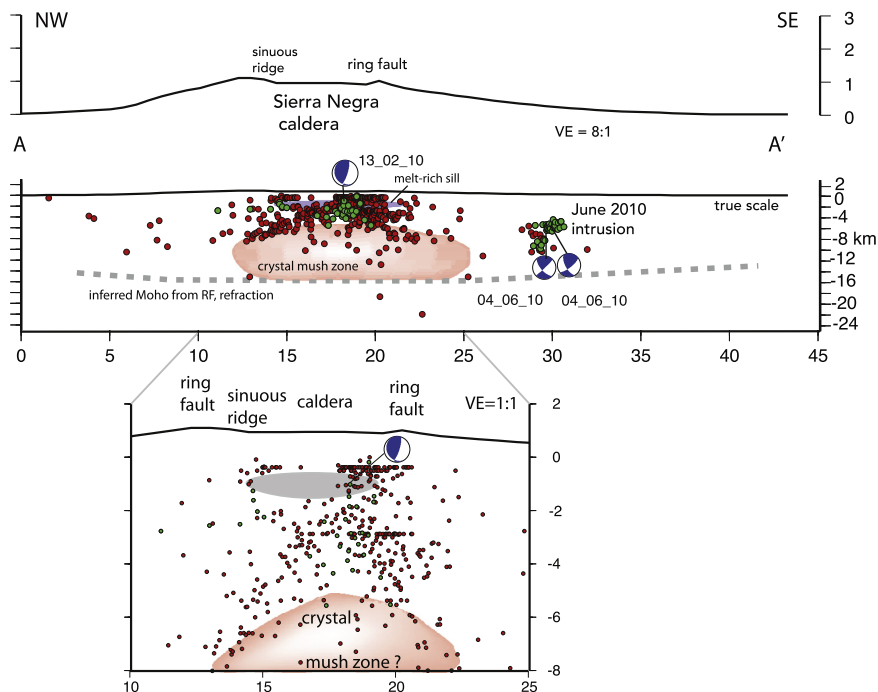 NW
SE
3
2
1
0
sinuous
ridge
ring fault
Sierra Negra
caldera
VE = 8:1
A
A'
13_02_10
melt-rich sill
true scale
June 2010
intrusion
2
0
-4
-8 km
-12
-16
-20
-24
crystal mush zone
inferred Moho from RF, refraction
04_06_10
04_06_10
0
5
10
15
20
25
30
35
40
45
ring
fault
sinuous
ridge
caldera
ring
fault
VE=1:1
2
0
-2
-4
-6
-8
crystal
mush zone ?
10
15
20
25